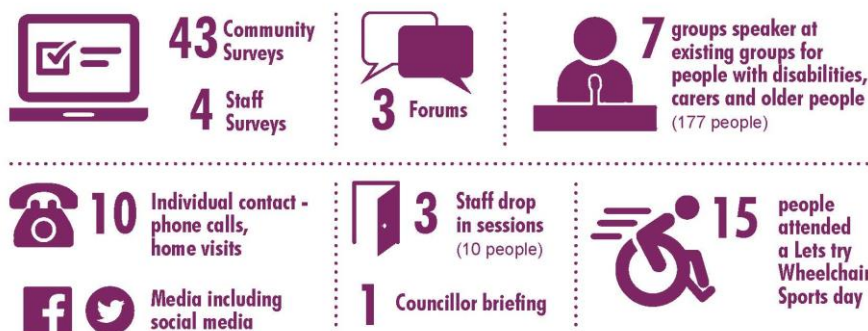 43 Community
Surveys
4 Staff
Surveys
3 Forums
7 groups speaker at
existing groups for
people with disabilities,
carers and older people
(177 people)
10 Individual contact -
phone calls,
home visits
Media including
social media
3 Staff drop
in sessions
(10 people)
1 Councillor briefing
15 people
attended
a Lets try
Wheelchair
Sports day